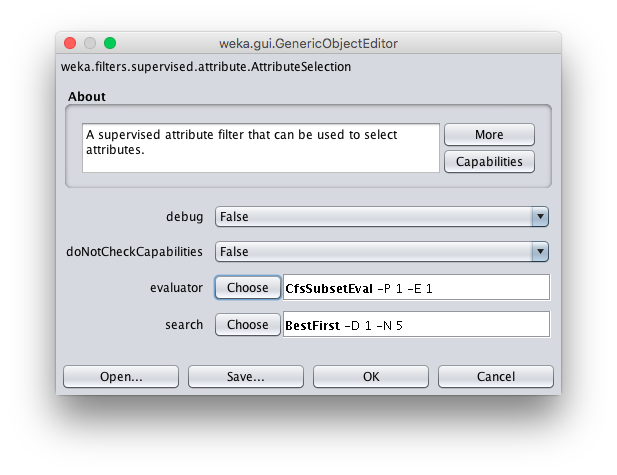 weka.gui.GenericObjectEditor
weka.filters.supervised.attribute.AttributeSelection
About
A supervised attribute filter that can be used to select
attributes.
More
Capabilities
debug False
doNotCheckCapabilities False
evaluator Choose CfsSubsetEval -P 1 -E 1
search Choose BestFirst -D 1 -N 5
Open... Save... OK Cancel